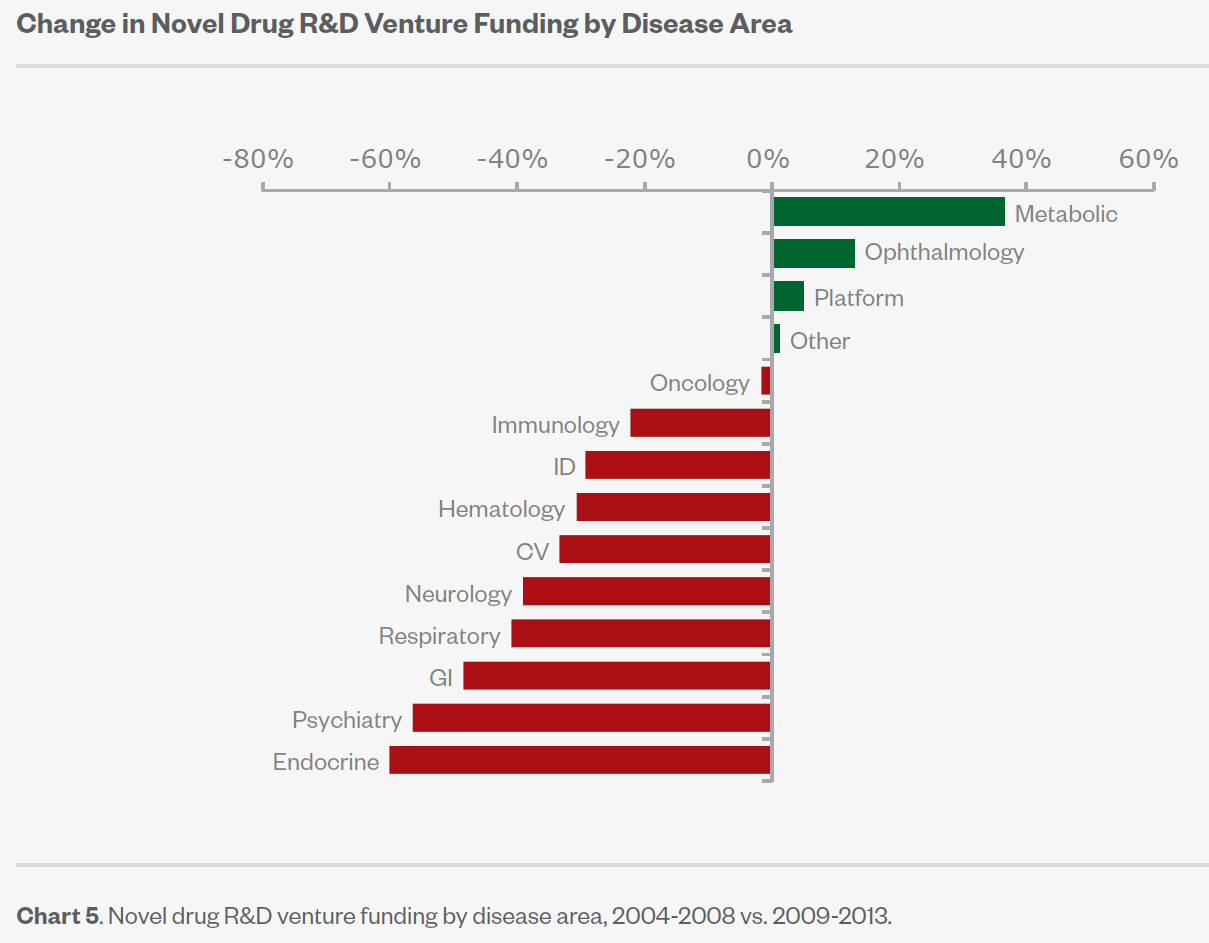 Change in Novel Drug R&D Venture Funding by Disease Area
-80% -60% -40% -20% 0% 20% 40% 60%
Metabolic
Ophthalmology
Platform
Other
Oncology
Immunology
ID
Hematology
CV
Neurology
Respiratory
GI
Psychiatry
Endocrine
Chart 5. Novel drug R&D venture funding by disease area, 2004-2008 vs. 2009-2013.